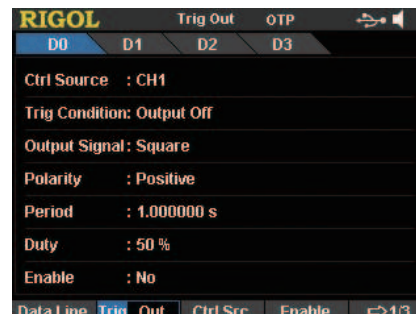 RIGOL Trig Out OTP
D0 D1 D2 D3
Ctrl Source : CH1
Trig Condition: Output Off
Output Signal: Square
Polarity : Positive
Period : 1.000000 s
Duty : 50 %
Enable : No
Data Line Trig Out Ctrl Src Enable 1/3